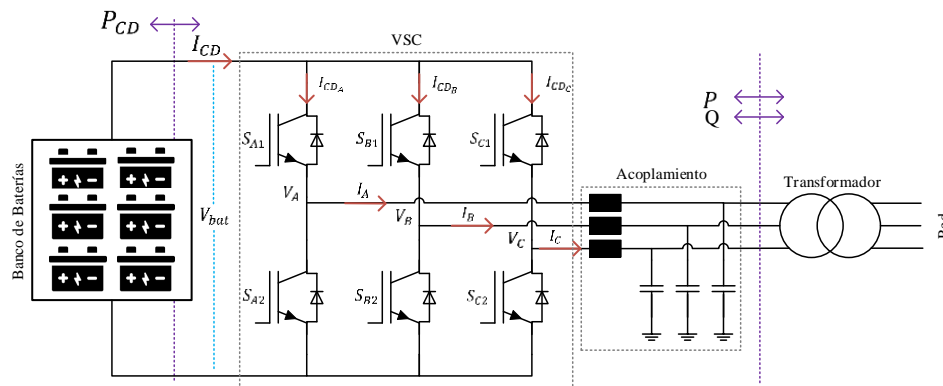 P_CD
I_CD
VSC
I_CD_A
I_CD_B
I_CD_C
P
Q
S_A1
S_B1
S_C1
Banco de Baterías
V_bat
V_A
I_A
V_B
I_B
V_C
I_C
Acoplamiento
Transformador
Red
S_A2
S_B2
S_C2